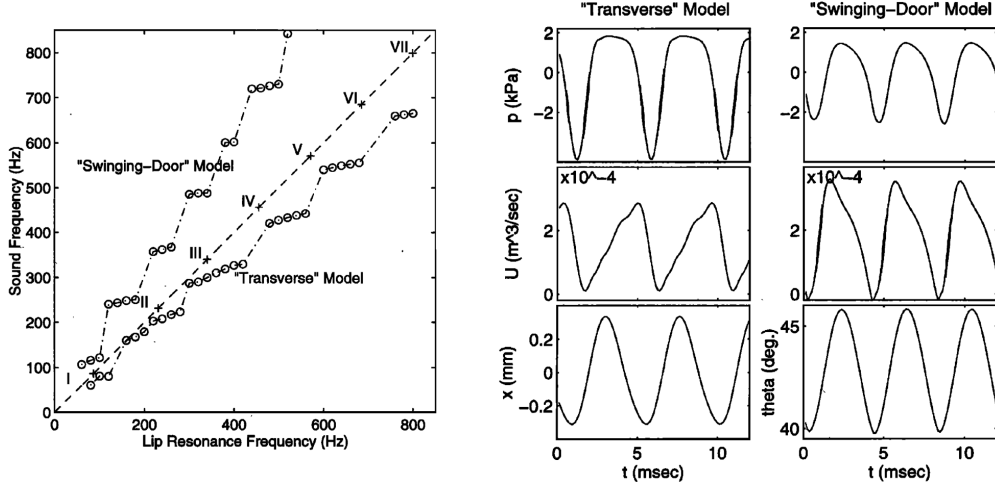 800
700
600
500
400
300
200
100
0
Sound Frequency (Hz)
0
200
400
600
800
Lip Resonance Frequency (Hz)
I
II
III
IV
V
VI
VII
"Swinging–Door" Model
"Transverse" Model
"Transverse" Model
"Swinging–Door" Model
2
0
−2
p (kPa)
2
0
−2
x10^−4
2
0
U (m^3/sec)
x10^−4
2
0
0.2
0
−0.2
x (mm)
45
40
theta (deg.)
0
5
10
t (msec)
0
5
10
t (msec)